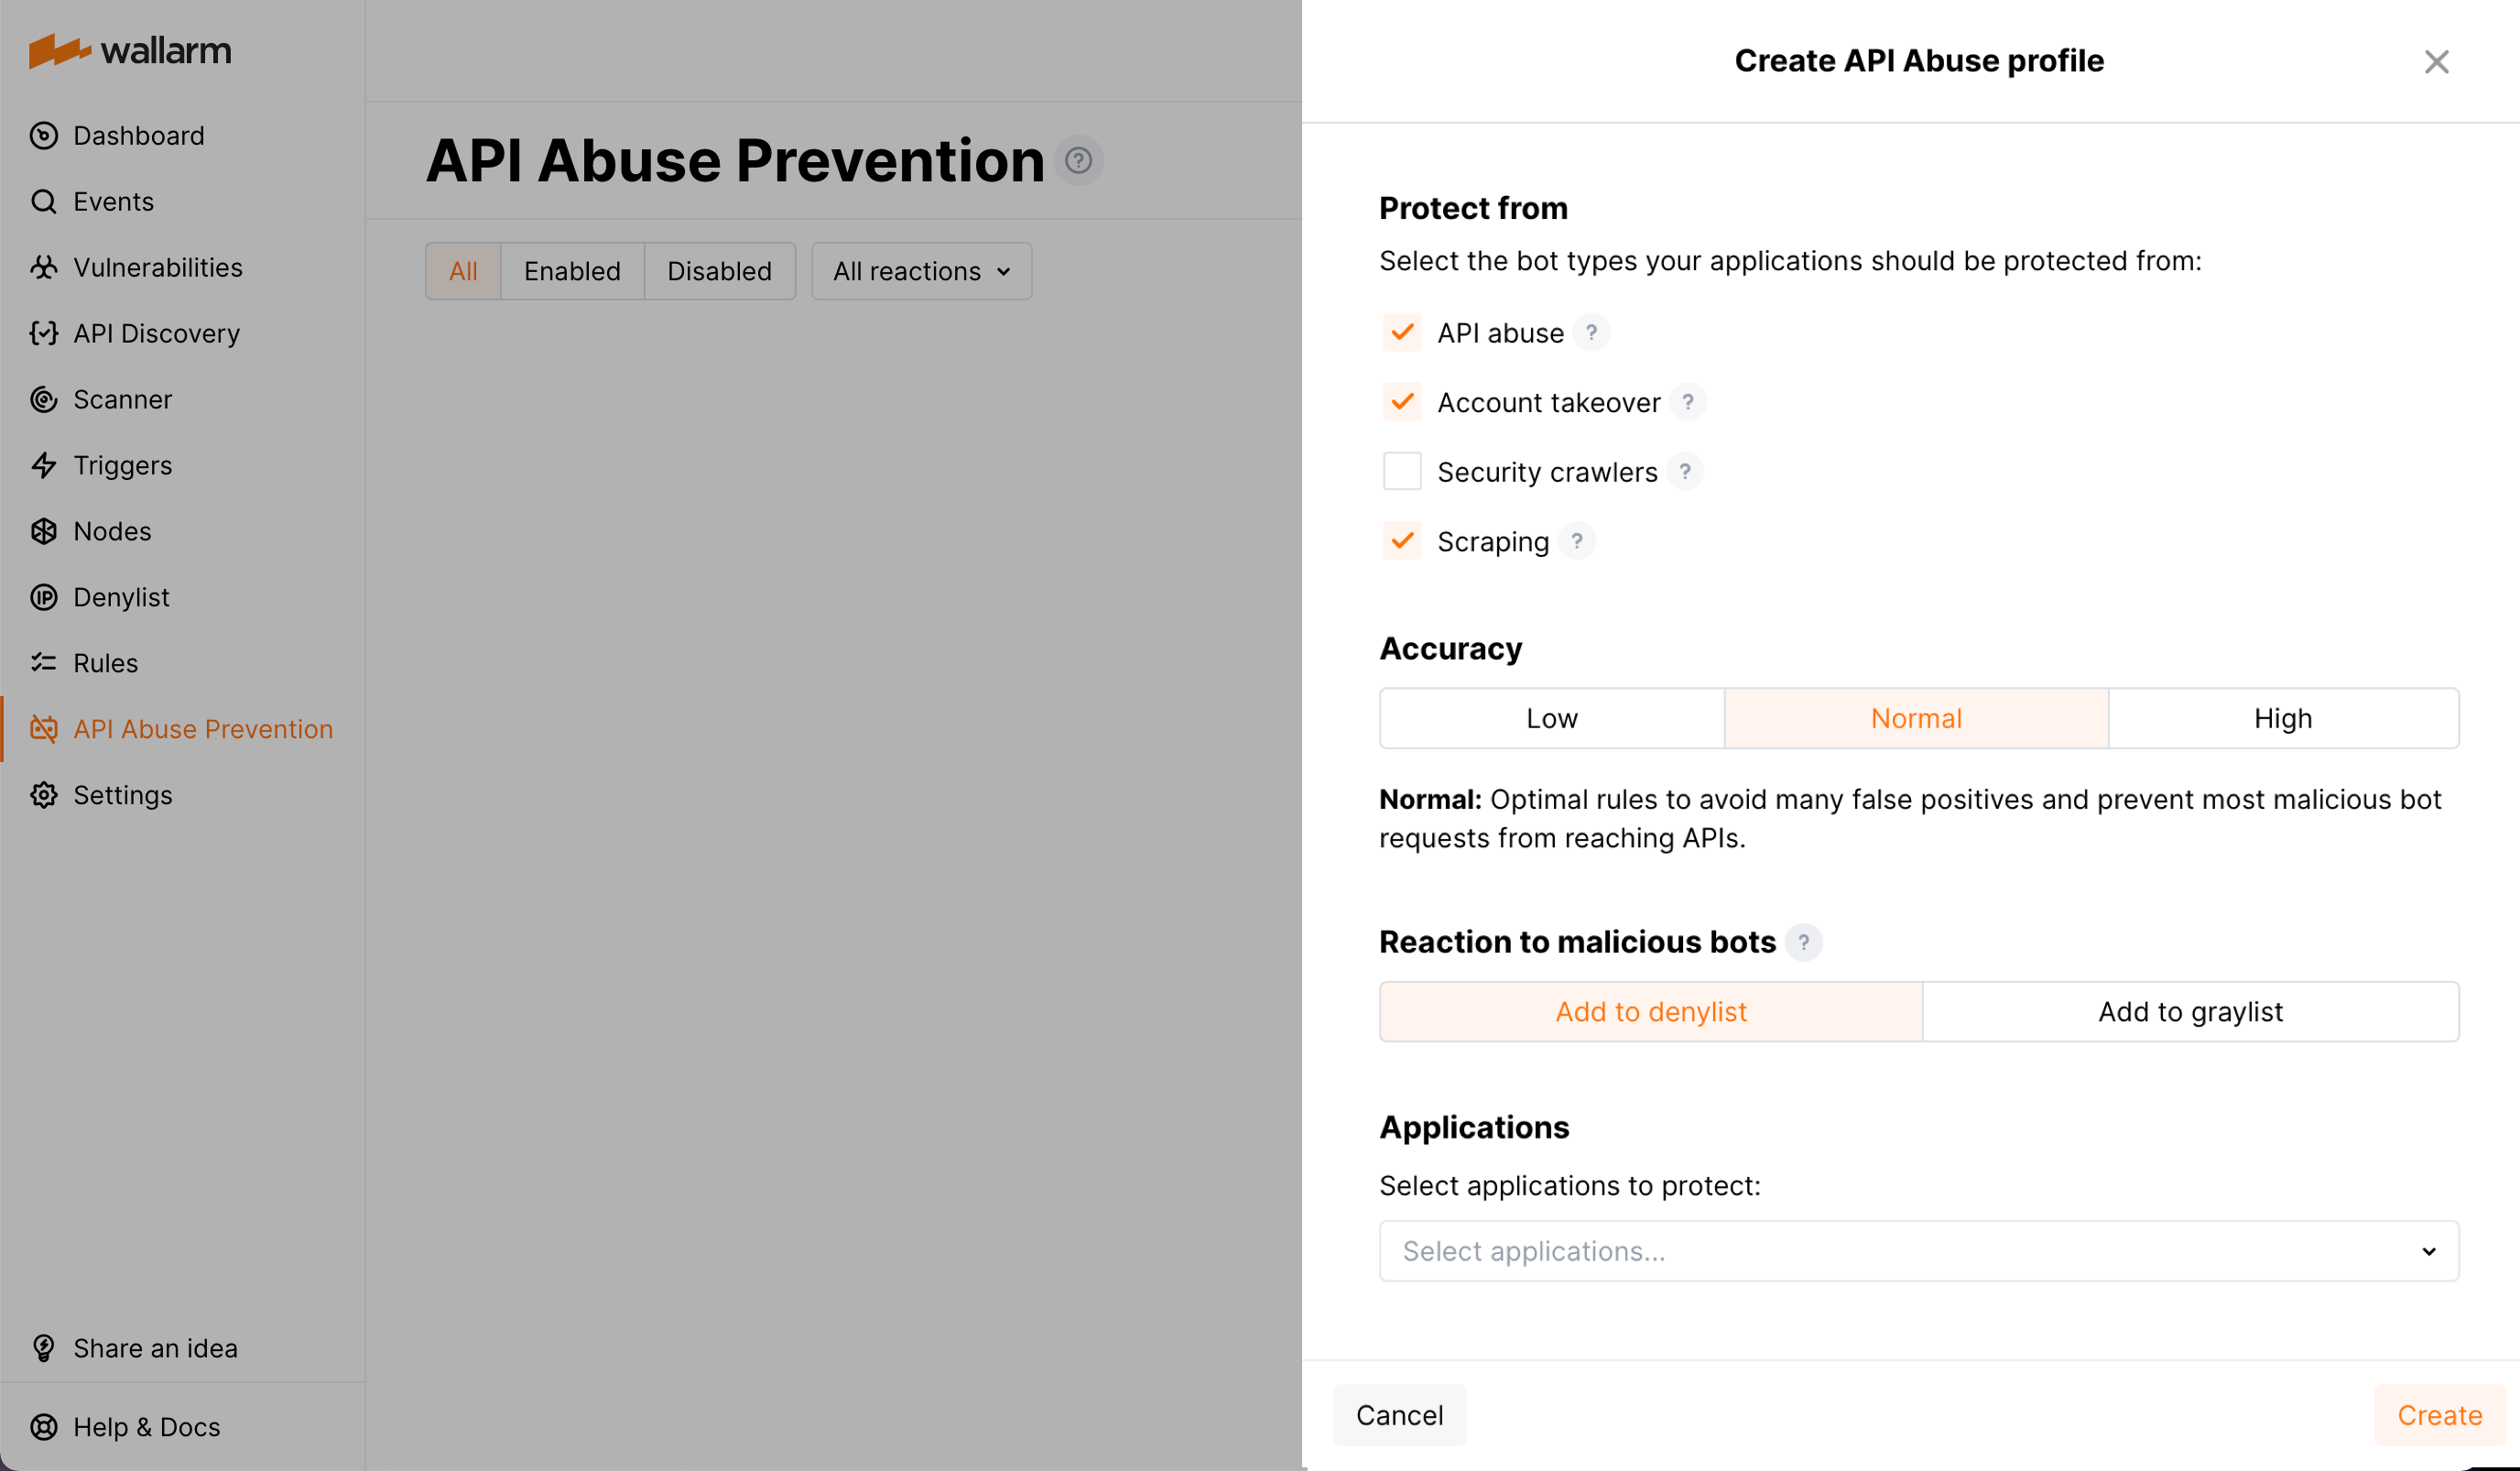 wallarm
Dashboard
Events
Vulnerabilities
API Discovery
Scanner
Triggers
Nodes
Denylist
Rules
API Abuse Prevention
Settings
Share an idea
Help & Docs
API Abuse Prevention ?
All Enabled Disabled All reactions
Create API Abuse profile
Protect from
Select the bot types your applications should be protected from:
API abuse ?
Account takeover ?
Security crawlers ?
Scraping ?
Accuracy
Low Normal High
Normal: Optimal rules to avoid many false positives and prevent most malicious bot
requests from reaching APIs.
Reaction to malicious bots ?
Add to denylist Add to graylist
Applications
Select applications to protect:
Select applications...
Cancel Create